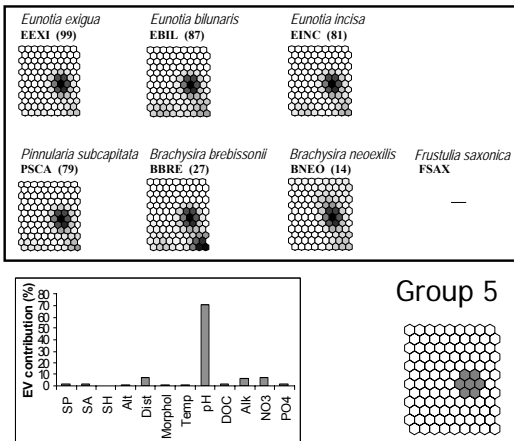 Eunotia exigua Eunotia bilunaris Eunotia incisa
EEXI (99) EBIL (87) EINC (81)
Pinnularia subcapitata Brachysira brebissonii Brachysira neoexilis Frustulia saxonica
PSCA (79) BBRE (27) BNEO (14) FSAX
—
EV contribution (%)
80
70
60
50
40
30
20
10
0
SP SA SH Alt Dist Morphol Temp pH DOC Alk NO3 PO4
Group 5